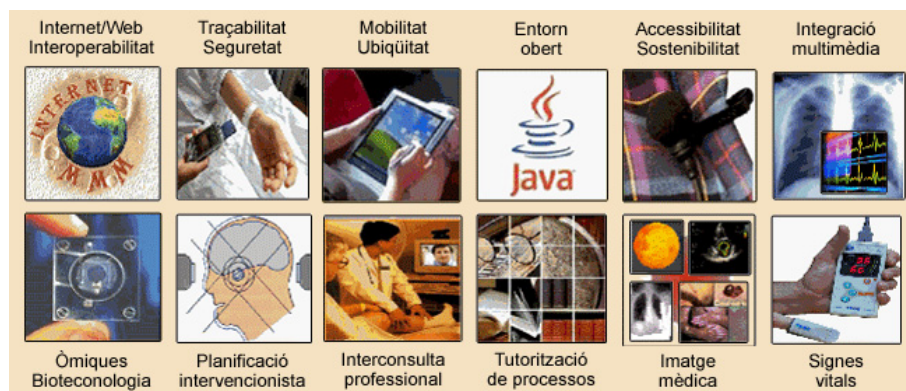 Internet/Web
Interoperabilitat
Traçabilitat
Seguretat
Mobilitat
Ubiqüitat
Entorn
obert
Accessibilitat
Sostenibilitat
Integració
multimèdia
INTERNET
WWW
Java
Òmiques
Bioteconologia
Planificació
intervencionista
Interconsulta
professional
Tutorització
de processos
Imatge
mèdica
Signes
vitals